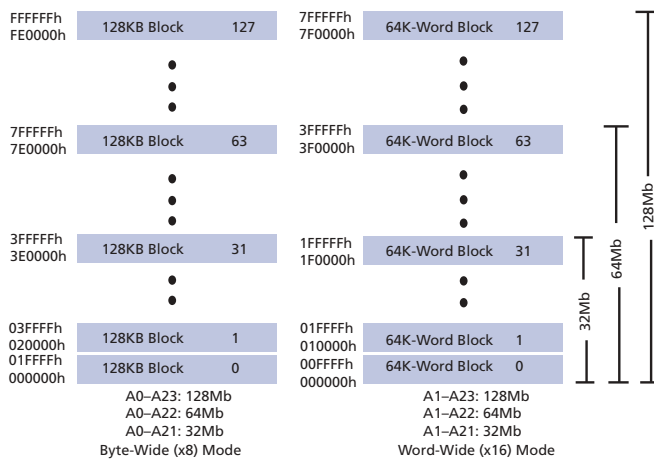 FFFFFFh
FE0000h
128KB Block 127
7FFFFFh
7F0000h
64K-Word Block 127
7FFFFFh
7E0000h
128KB Block 63
3FFFFFh
3F0000h
64K-Word Block 63
3FFFFFh
3E0000h
128KB Block 31
1FFFFFh
1F0000h
64K-Word Block 31
03FFFFh
020000h
128KB Block 1
01FFFFh
010000h
64K-Word Block 1
01FFFFh
000000h
128KB Block 0
00FFFFh
000000h
64K-Word Block 0
32Mb
64Mb
128Mb
A0–A23: 128Mb
A0–A22: 64Mb
A0–A21: 32Mb
Byte-Wide (x8) Mode
A1–A23: 128Mb
A1–A22: 64Mb
A1–A21: 32Mb
Word-Wide (x16) Mode